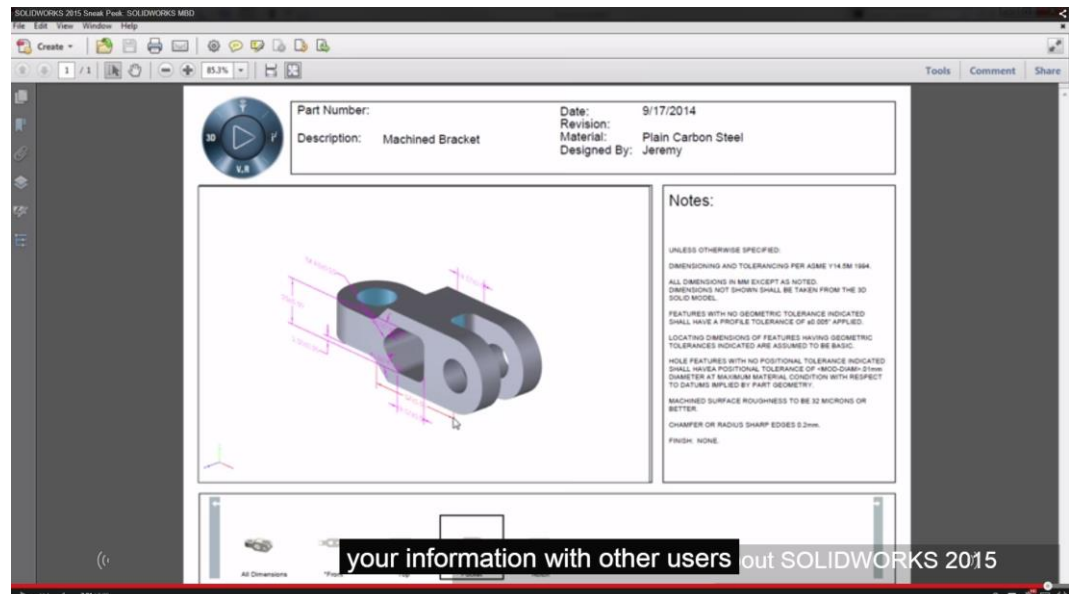 SOLIDWORKS 2015 Sneak Peek: SOLIDWORKS MBD
File Edit View Window Help
Create
1 / 1
85.3%
Tools Comment Share
3D
V.R
Part Number:
Description: Machined Bracket
Date: 9/17/2014
Revision:
Material: Plain Carbon Steel
Designed By: Jeremy
Notes:
UNLESS OTHERWISE SPECIFIED:
DIMENSIONING AND TOLERANCING PER ASME Y14.5M 1994.
ALL DIMENSIONS IN MM EXCEPT AS NOTED.
DIMENSIONS NOT SHOWN SHALL BE TAKEN FROM THE 3D
SOLID MODEL.
FEATURES WITH NO GEOMETRIC TOLERANCE INDICATED
SHALL HAVE A PROFILE TOLERANCE OF ±0.005" APPLIED.
LOCATING DIMENSIONS OF FEATURES HAVING GEOMETRIC
TOLERANCES INDICATED ARE ASSUMED TO BE BASIC.
HOLE FEATURES WITH NO POSITIONAL TOLERANCE INDICATED
SHALL HAVEA POSITIONAL TOLERANCE OF <MOD-DIAM>.01mm
DIAMETER AT MAXIMUM MATERIAL CONDITION WITH RESPECT
TO DATUMS IMPLIED BY PART GEOMETRY.
MACHINED SURFACE ROUGHNESS TO BE 32 MICRONS OR
BETTER.
CHAMFER OR RADIUS SHARP EDGES 0.2mm.
FINISH: NONE.
your information with other users out SOLIDWORKS 2015
All Dimensions *Front